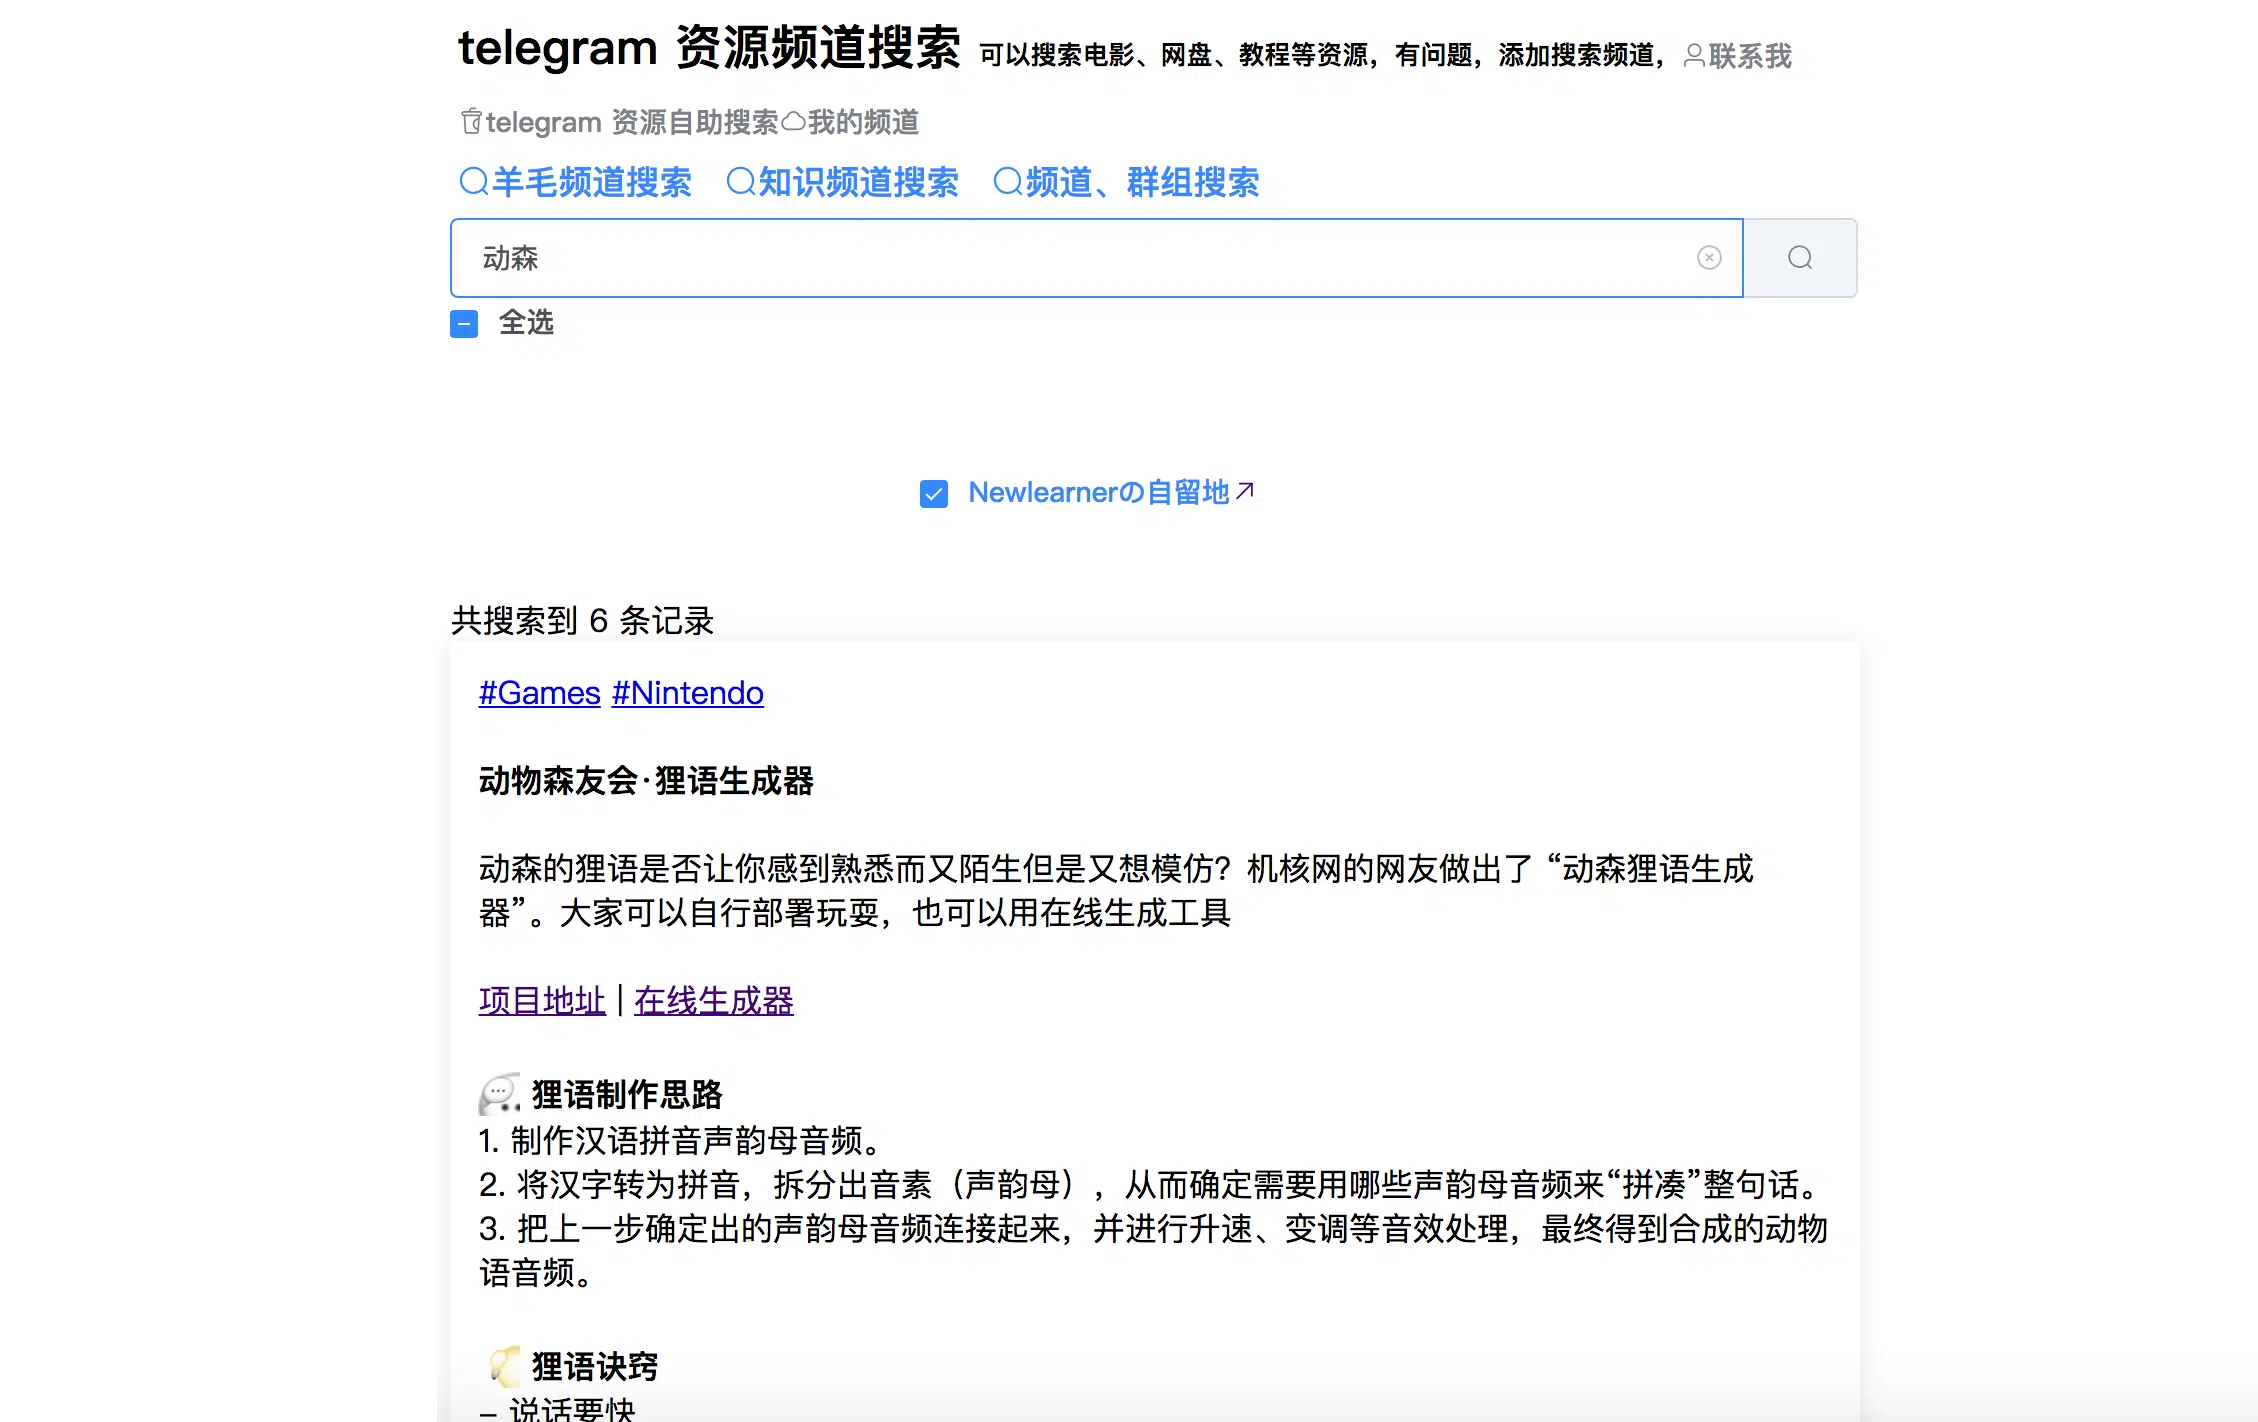 telegram 资源频道搜索 可以搜索电影、网盘、教程等资源，有问题，添加搜索频道， 联系我
telegram 资源自助搜索 我的频道
羊毛频道搜索 知识频道搜索 频道、群组搜索
动森
全选
Newlearnerの自留地
共搜索到 6 条记录
#Games #Nintendo
动物森友会·狸语生成器
动森的狸语是否让你感到熟悉而又陌生但是又想模仿？机核网的网友做出了 “动森狸语生成
器”。大家可以自行部署玩耍，也可以用在线生成工具
项目地址 | 在线生成器
狸语制作思路
1. 制作汉语拼音声韵母音频。
2. 将汉字转为拼音，拆分出音素（声韵母），从而确定需要用哪些声韵母音频来“拼凑”整句话。
3. 把上一步确定出的声韵母音频连接起来，并进行升速、变调等音效处理，最终得到合成的动物
语音频。
狸语诀窍
– 说话要快